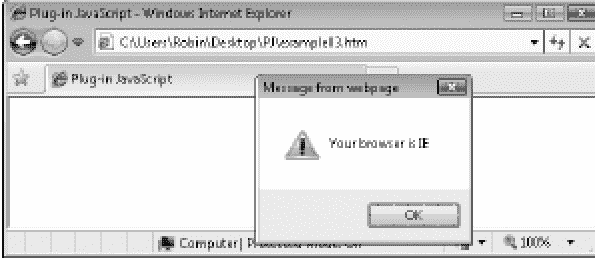 Plug-in JavaScript - Windows Internet Explorer
C:\Users\Robin\Desktop\PJ\example13.htm
Plug-in JavaScript
Message from webpage
Your browser is IE
OK
Computer |
100%